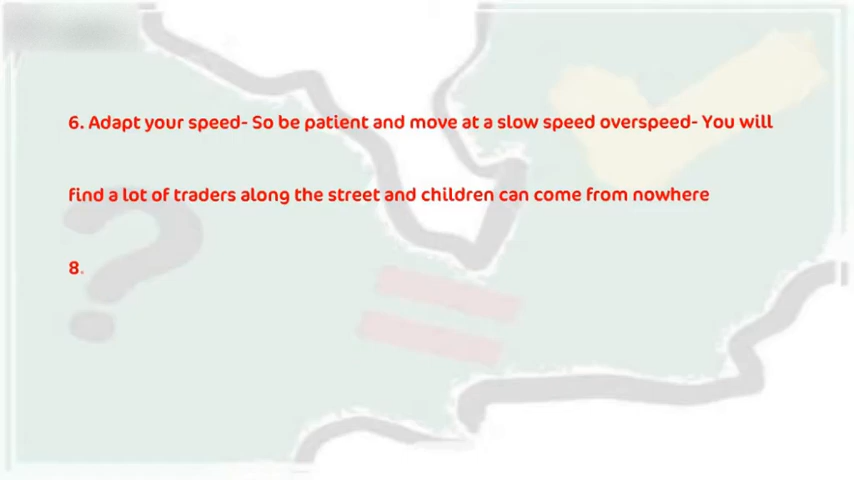 6. Adapt your speed- So be patient and move at a slow speed overspeed- You will
find a lot of traders along the street and children can come from nowhere
8.